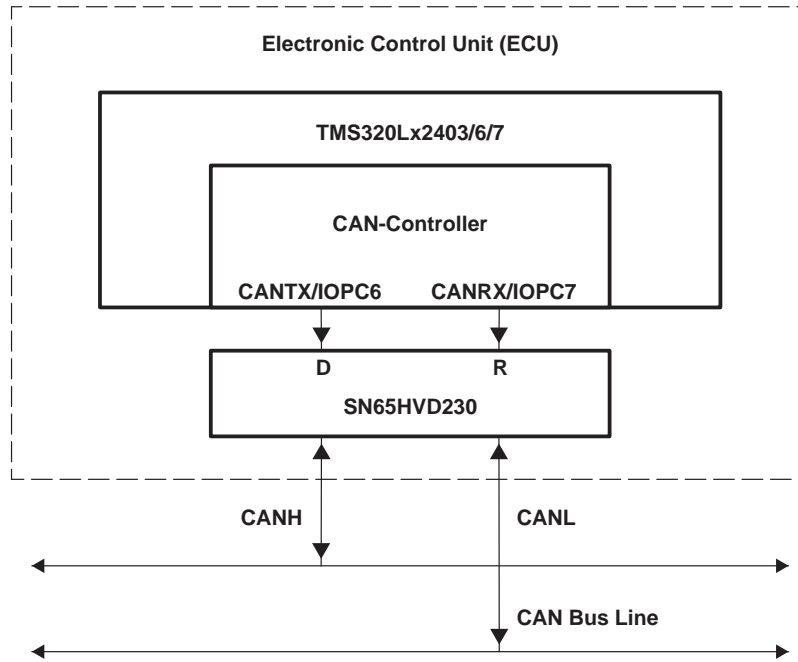 Electronic Control Unit (ECU)
TMS320Lx2403/6/7
CAN-Controller
CANTX/IOPC6 CANRX/IOPC7
D R
SN65HVD230
CANH CANL
CAN Bus Line